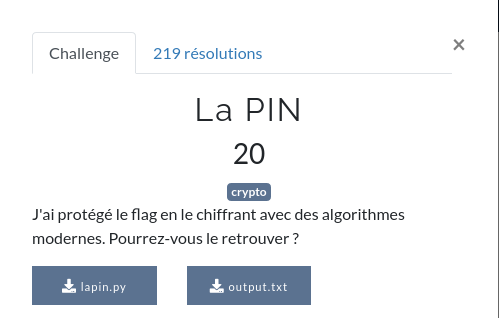 Challenge
219 résolutions
×
La PIN
20
crypto
J'ai protégé le flag en le chiffrant avec des algorithmes
modernes. Pourrez-vous le retrouver ?
lapin.py
output.txt